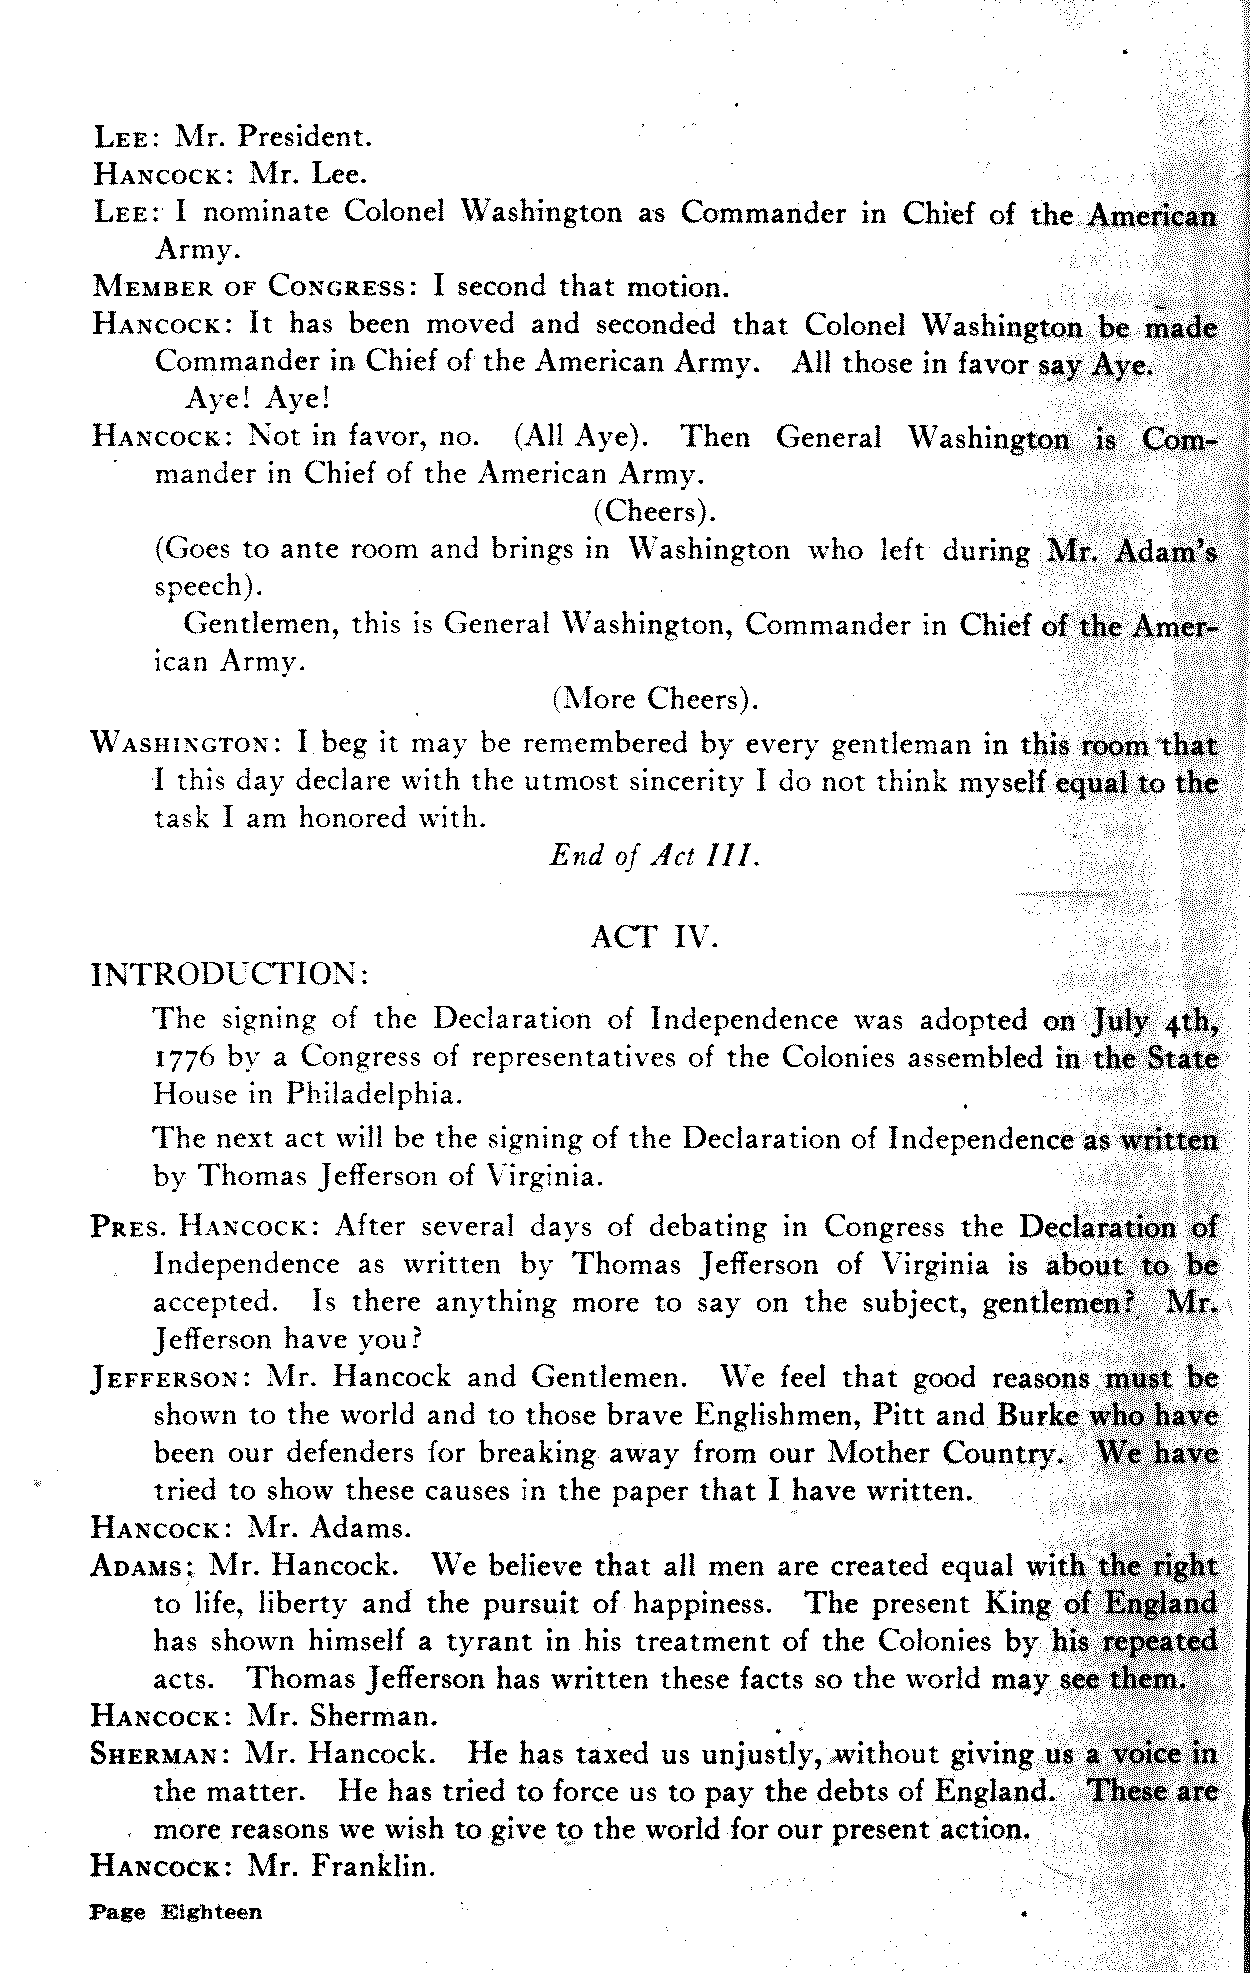 LEE: Mr. President.
HANCOCK: Mr. Lee.
LEE: I nominate Colonel Washington as Commander in Chief of the American
Army.
MEMBER OF CONGRESS: I second that motion.
HANCOCK: It has been moved and seconded that Colonel Washington be made
Commander in Chief of the American Army. All those in favor say Aye.
Aye! Aye!
HANCOCK: Not in favor, no. (All Aye). Then General Washington is Com-
mander in Chief of the American Army.
(Cheers).
(Goes to ante room and brings in Washington who left during Mr. Adam's
speech).
Gentlemen, this is General Washington, Commander in Chief of the Amer-
ican Army.
(More Cheers).
WASHINGTON: I beg it may be remembered by every gentleman in this room that
I this day declare with the utmost sincerity I do not think myself equal to the
task I am honored with.
End of Act III.
ACT IV.
INTRODUCTION:
The signing of the Declaration of Independence was adopted on July 4th,
1776 by a Congress of representatives of the Colonies assembled in the State
House in Philadelphia.
The next act will be the signing of the Declaration of Independence as written
by Thomas Jefferson of Virginia.
PRES. HANCOCK: After several days of debating in Congress the Declaration of
Independence as written by Thomas Jefferson of Virginia is about to be
accepted. Is there anything more to say on the subject, gentlemen? Mr.
Jefferson have you?
JEFFERSON: Mr. Hancock and Gentlemen. We feel that good reasons must be
shown to the world and to those brave Englishmen, Pitt and Burke who have
been our defenders for breaking away from our Mother Country. We have
tried to show these causes in the paper that I have written.
HANCOCK: Mr. Adams.
ADAMS: Mr. Hancock. We believe that all men are created equal with the right
to life, liberty and the pursuit of happiness. The present King of England
has shown himself a tyrant in his treatment of the Colonies by his repeated
acts. Thomas Jefferson has written these facts so the world may see them.
HANCOCK: Mr. Sherman.
SHERMAN: Mr. Hancock. He has taxed us unjustly, without giving us a voice in
the matter. He has tried to force us to pay the debts of England. These are
more reasons we wish to give to the world for our present action.
HANCOCK: Mr. Franklin.
Page Eighteen